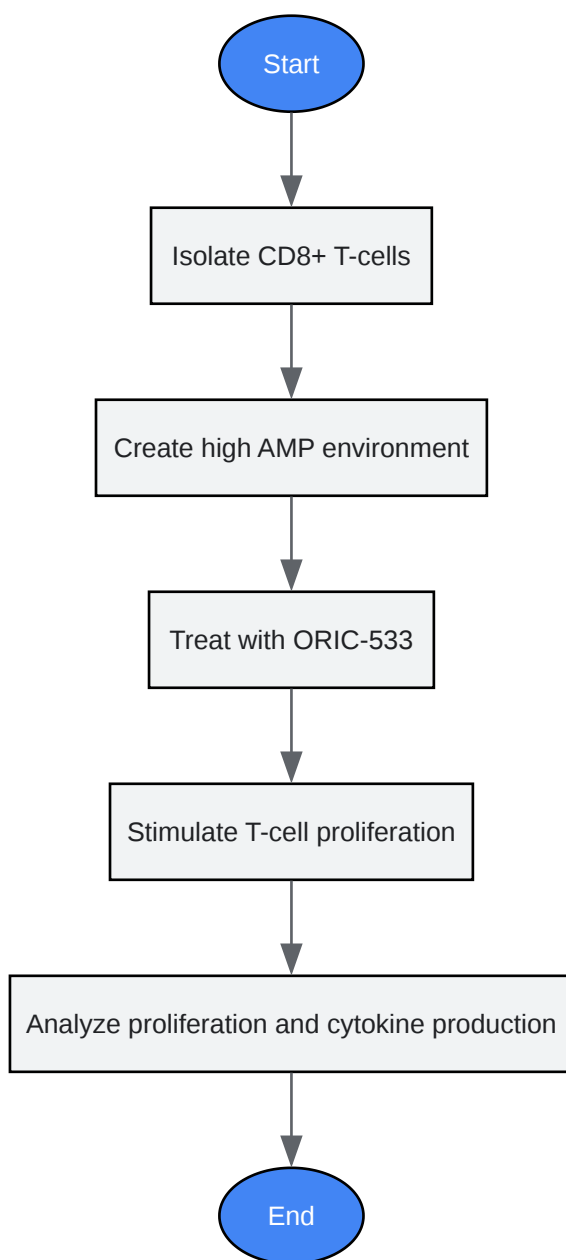 Start
Isolate CD8+ T-cells
Create high AMP environment
Treat with ORIC-533
Stimulate T-cell proliferation
Analyze proliferation and cytokine production
End